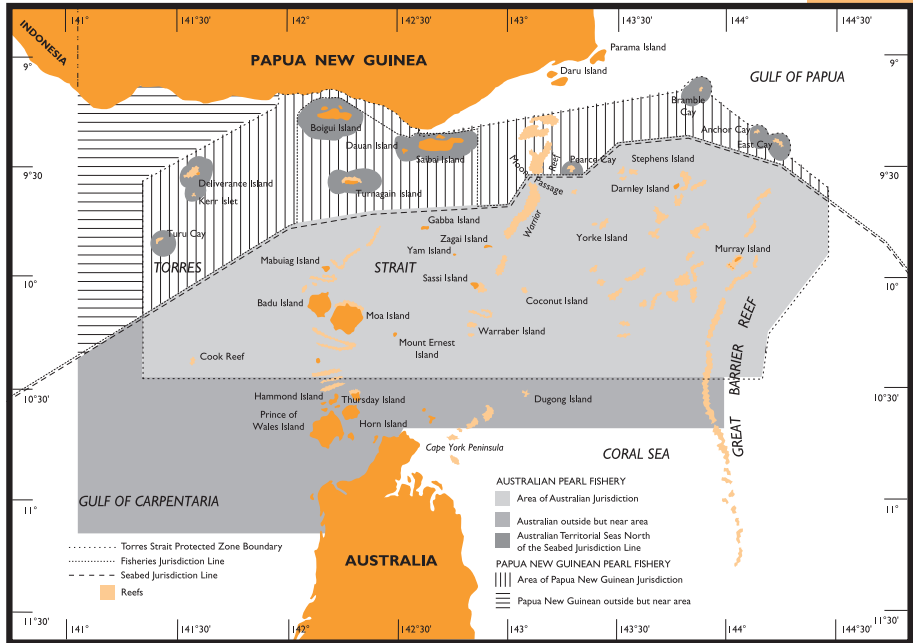 141° 141°30' 142° 142°30' 143° 143°30' 144° 144°30'
INDONESIA
9° 9°
PAPUA NEW GUINEA
Parama Island
Daru Island
GULF OF PAPUA
Bramble
Cay
Boigui Island
Anchor Cay
Dauan Island
East Cay
Saibai Island
9°30' 9°30'
Moon Passage
Reef
Pearce Cay
Stephens Island
Deliverance Island
Turnagain Island
Darnley Island
Kerr Islet
Gabba Island
Warrior
Turu Cay
Zagai Island
Yorke Island
Yam Island
Murray Island
TORRES STRAIT
Mabuiag Island
10° 10°
Sassi Island
Badu Island
Coconut Island
Moa Island
Warraber Island
Mount Ernest
Island
Cook Reef
GREAT BARRIER REEF
10°30' 10°30'
Hammond Island
Thursday Island
Dugong Island
Prince of
Wales Island
Horn Island
Cape York Peninsula
CORAL SEA
GULF OF CARPENTARIA
11° 11°
AUSTRALIA
AUSTRALIAN PEARL FISHERY
Area of Australian Jurisdiction
Australian outside but near area
Australian Territorial Seas North
of the Seabed Jurisdiction Line
PAPUA NEW GUINEAN PEARL FISHERY
Area of Papua New Guinean Jurisdiction
Papua New Guinean outside but near area
Torres Strait Protected Zone Boundary
Fisheries Jurisdiction Line
Seabed Jurisdiction Line
Reefs
11°30' 11°30'
141° 141°30' 142° 142°30' 143° 143°30' 144° 144°30'